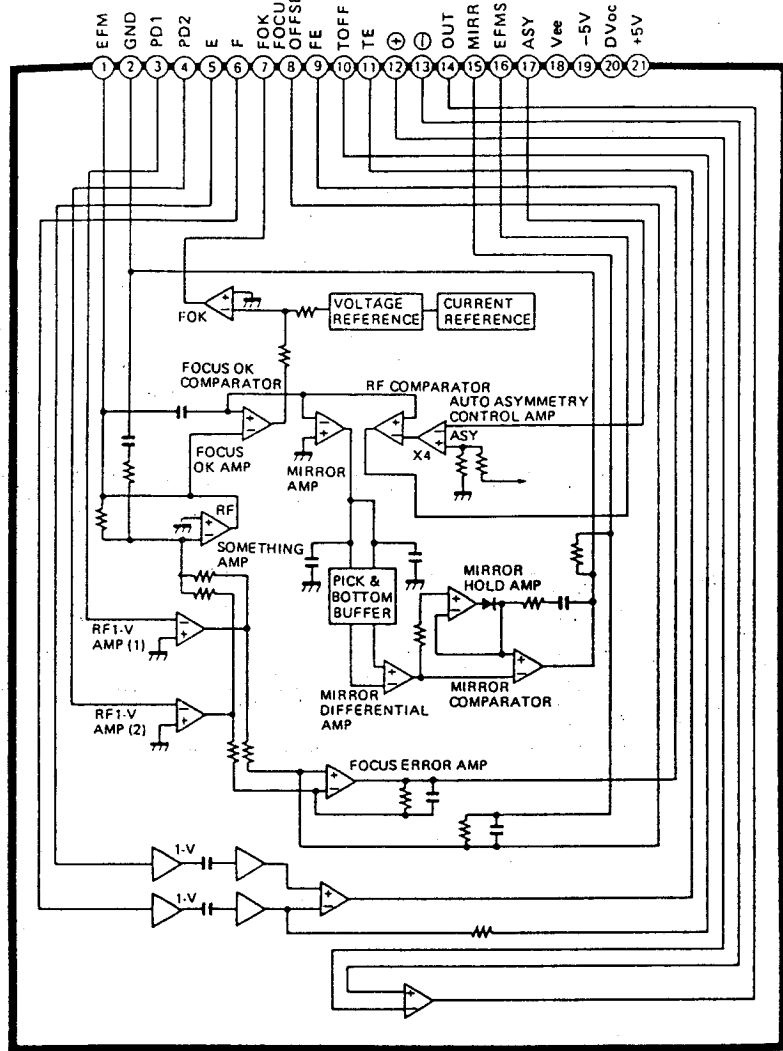 EFM
GND
PD1
PD2
E
F
FOK
FOCUS
OFFSE
FE
TOFF
TE
⊕
⊖
OUT
MIRR
EFMS
ASY
Vee
-5V
DVoc
+5V
1 2 3 4 5 6 7 8 9 10 11 12 13 14 15 16 17 18 19 20 21
FOK
VOLTAGE
REFERENCE
CURRENT
REFERENCE
FOCUS OK
COMPARATOR
RF COMPARATOR
AUTO ASYMMETRY
CONTROL AMP
ASY
X4
FOCUS
OK AMP
MIRROR
AMP
RF
SOMETHING
AMP
PICK &
BOTTOM
BUFFER
MIRROR
HOLD AMP
RF1-V
AMP (1)
MIRROR
DIFFERENTIAL
AMP
MIRROR
COMPARATOR
RF1-V
AMP (2)
FOCUS ERROR AMP
1-V
1-V